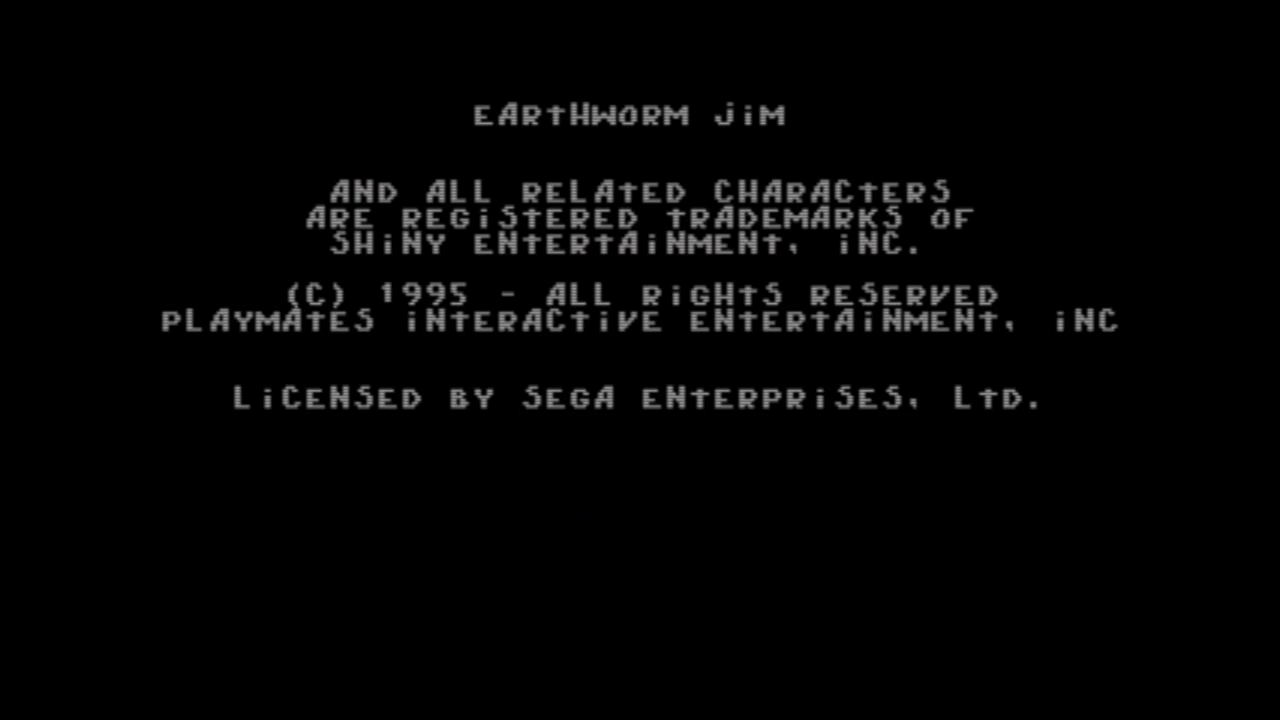 EARTHWORM JiM
AND ALL RELATED CHARACTERS
ARE REGiSTERED TRADEMARKS OF
SHiNY ENTERTAiNMENT, iNC.
(C) 1995 - ALL RiGHTS RESERVED
PLAYMATES iNTERACTiVE ENTERTAiNMENT, iNC
LiCENSED BY SEGA ENTERPRiSES, LTD.